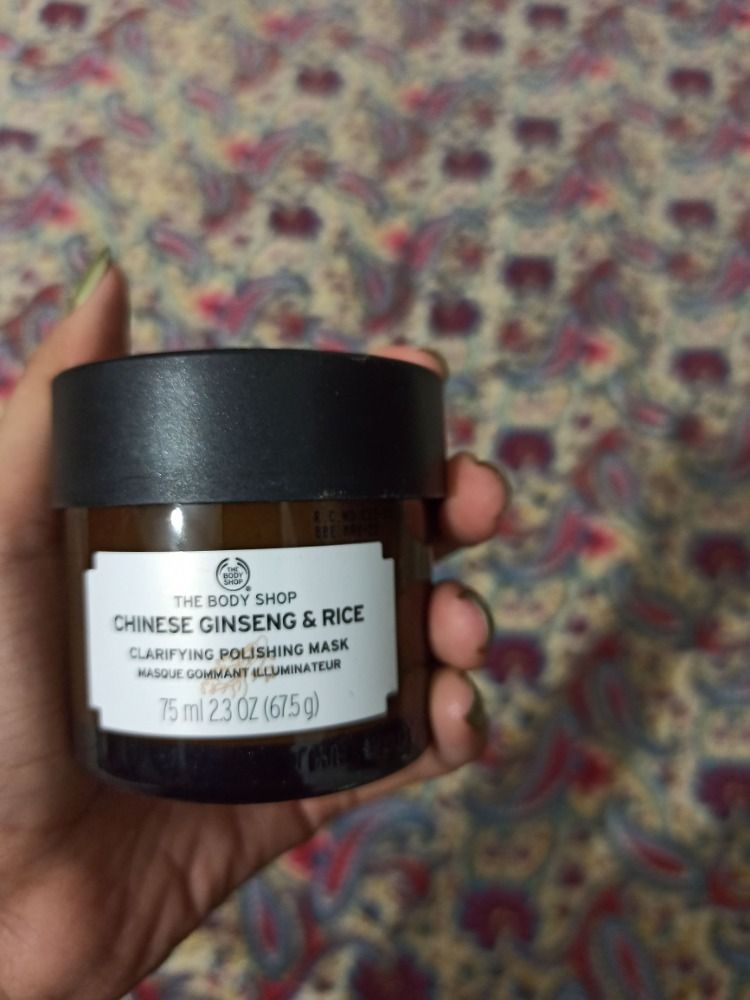 THE
BODY
SHOP
THE BODY SHOP
CHINESE GINSENG & RICE
CLARIFYING POLISHING MASK
MASQUE GOMMANT ILLUMINATEUR
75 ml 2.3 OZ (67.5 g)